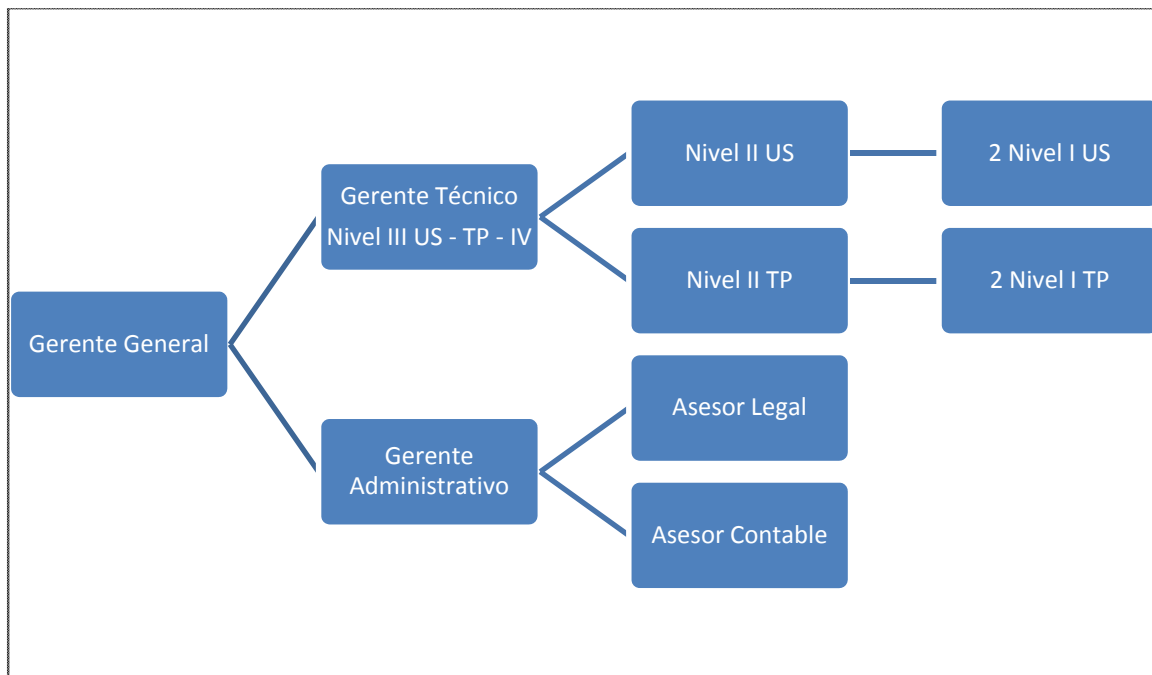 Gerente General
Gerente Técnico
Nivel III US - TP - IV
Nivel II US
2 Nivel I US
Nivel II TP
2 Nivel I TP
Gerente
Administrativo
Asesor Legal
Asesor Contable